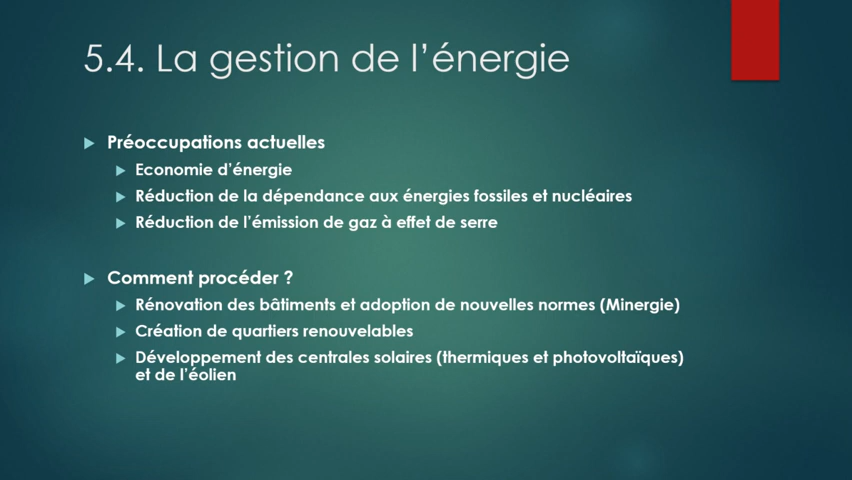 5.4. La gestion de l’énergie
Préoccupations actuelles
Economie d’énergie
Réduction de la dépendance aux énergies fossiles et nucléaires
Réduction de l’émission de gaz à effet de serre
Comment procéder ?
Rénovation des bâtiments et adoption de nouvelles normes (Minergie)
Création de quartiers renouvelables
Développement des centrales solaires (thermiques et photovoltaïques)
et de l’éolien